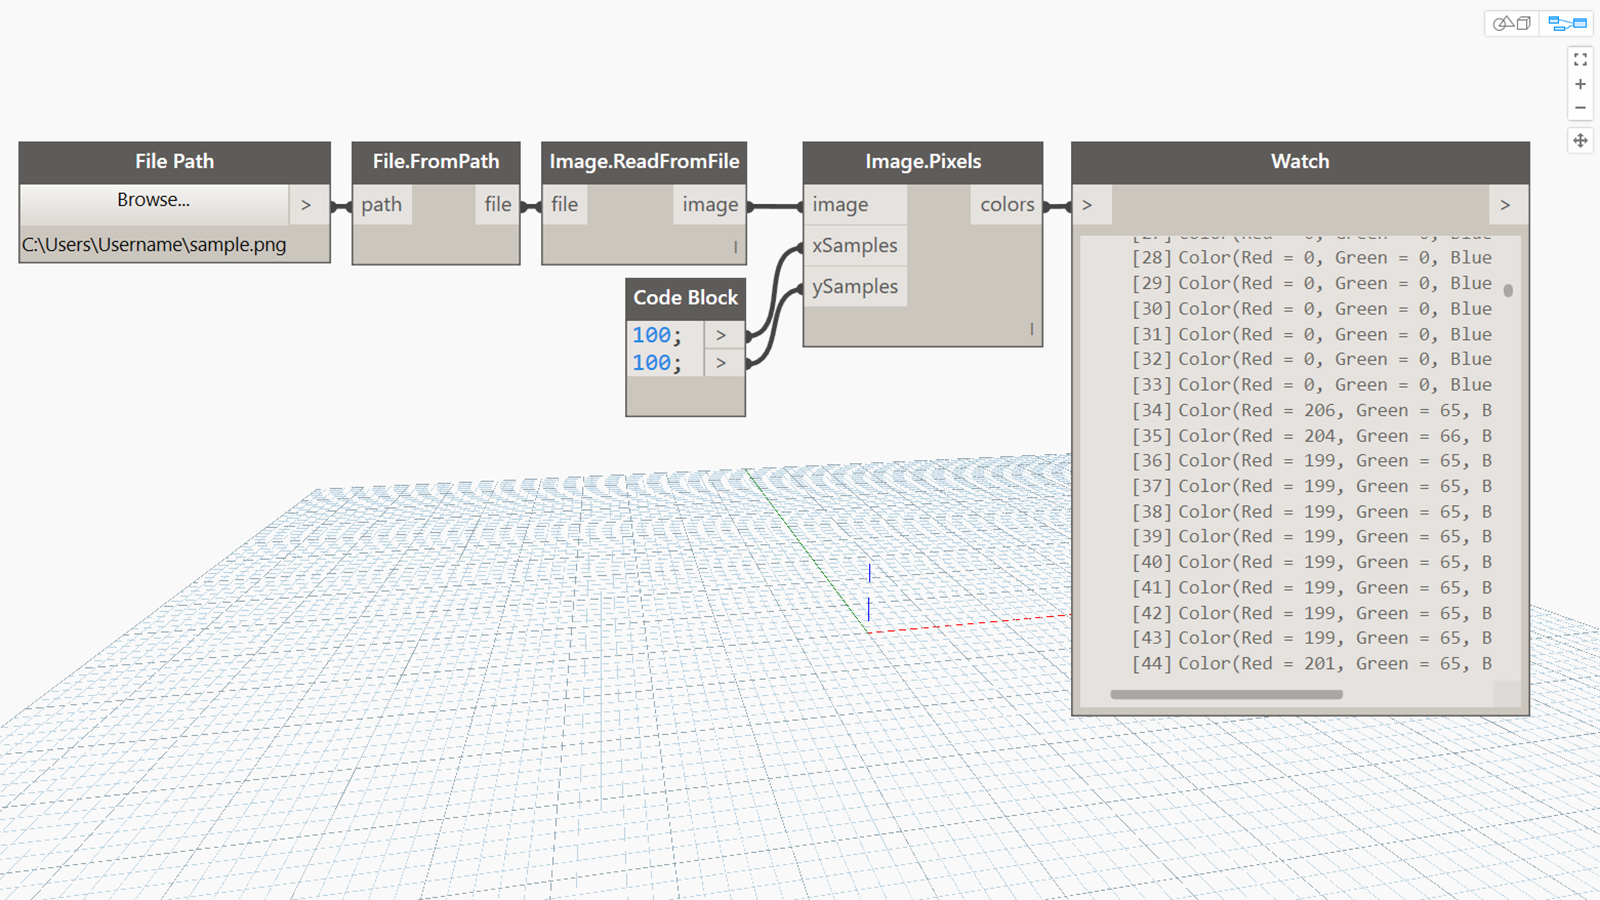 File Path
Browse...
>
C:\Users\Username\sample.png
File.FromPath
path
file
Image.ReadFromFile
file
image
Code Block
100;
>
100;
>
Image.Pixels
image
colors
xSamples
ySamples
Watch
>
>
[27] Color(Red = 0, Green = 0, Blue
[28] Color(Red = 0, Green = 0, Blue
[29] Color(Red = 0, Green = 0, Blue
[30] Color(Red = 0, Green = 0, Blue
[31] Color(Red = 0, Green = 0, Blue
[32] Color(Red = 0, Green = 0, Blue
[33] Color(Red = 0, Green = 0, Blue
[34] Color(Red = 206, Green = 65, B
[35] Color(Red = 204, Green = 66, B
[36] Color(Red = 199, Green = 65, B
[37] Color(Red = 199, Green = 65, B
[38] Color(Red = 199, Green = 65, B
[39] Color(Red = 199, Green = 65, B
[40] Color(Red = 199, Green = 65, B
[41] Color(Red = 199, Green = 65, B
[42] Color(Red = 199, Green = 65, B
[43] Color(Red = 199, Green = 65, B
[44] Color(Red = 201, Green = 65, B